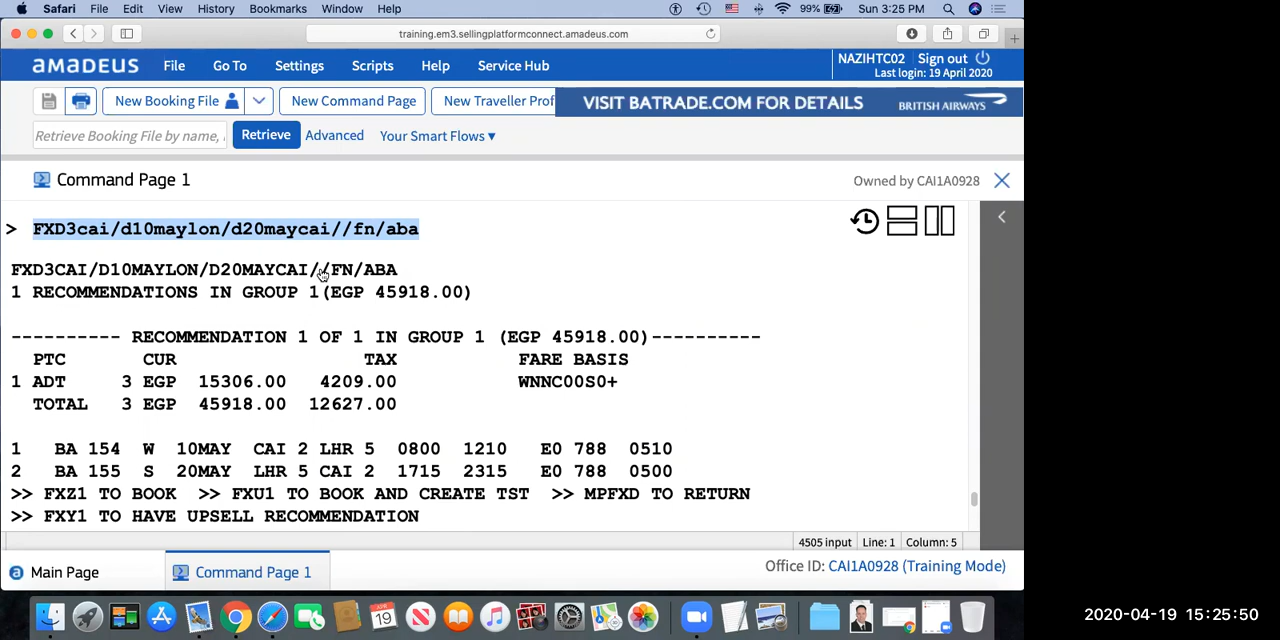 Safari File Edit View History Bookmarks Window Help 99% Sun 3:25 PM
training.em3.sellingplatformconnect.amadeus.com
amadeus File Go To Settings Scripts Help Service Hub NAZIHTC02 Sign out
Last login: 19 April 2020
New Booking File New Command Page New Traveller Prof VISIT BATRADE.COM FOR DETAILS BRITISH AIRWAYS
Retrieve Booking File by name, Retrieve Advanced Your Smart Flows ▾
Command Page 1 Owned by CAI1A0928
> FXD3cai/d10maylon/d20maycai//fn/aba
FXD3CAI/D10MAYLON/D20MAYCAI//FN/ABA
1 RECOMMENDATIONS IN GROUP 1(EGP 45918.00)
---------- RECOMMENDATION 1 OF 1 IN GROUP 1 (EGP 45918.00)----------
PTC CUR TAX FARE BASIS
1 ADT 3 EGP 15306.00 4209.00 WNNC00S0+
TOTAL 3 EGP 45918.00 12627.00
1 BA 154 W 10MAY CAI 2 LHR 5 0800 1210 E0 788 0510
2 BA 155 S 20MAY LHR 5 CAI 2 1715 2315 E0 788 0500
>> FXZ1 TO BOOK >> FXU1 TO BOOK AND CREATE TST >> MPFXD TO RETURN
>> FXY1 TO HAVE UPSELL RECOMMENDATION
4505 input Line: 1 Column: 5
a Main Page Command Page 1 Office ID: CAI1A0928 (Training Mode)
APR 19
2020-04-19 15:25:50